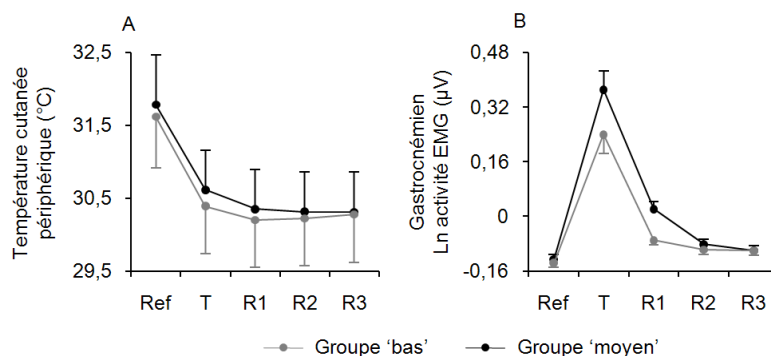 A
Température cutanée
périphérique (°C)
32,5
31,5
30,5
29,5
Ref T R1 R2 R3
B
Gastrocnémien
Ln activité EMG (µV)
0,48
0,32
0,16
0
-0,16
Ref T R1 R2 R3
Groupe ‘bas’ Groupe ‘moyen’